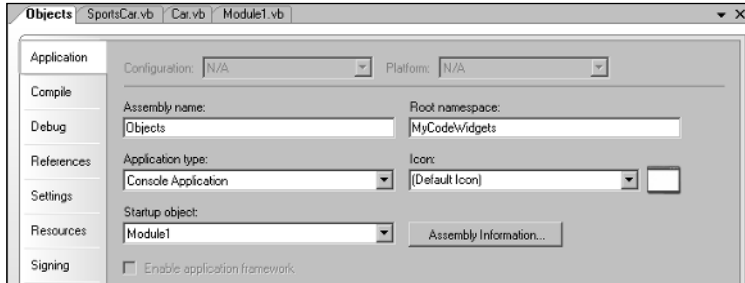 Objects SportsCar.vb Car.vb Module1.vb
Application
Configuration: N/A Platform: N/A
Compile
Assembly name: Root namespace:
Debug
Objects MyCodeWidgets
References
Application type: Icon:
Console Application (Default Icon)
Settings
Startup object:
Resources
Module1 Assembly Information...
Signing
Enable application framework